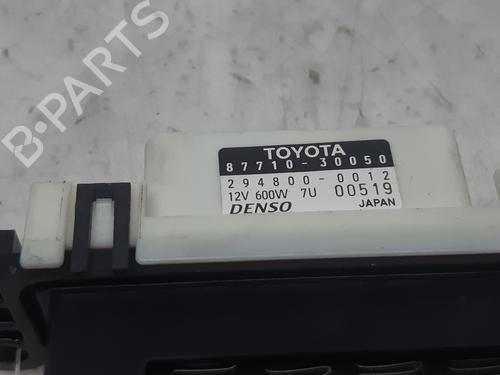 B-PARTS
TOYOTA
87710-30050
294800-0012
12V 600W 7U 00519
DENSO JAPAN